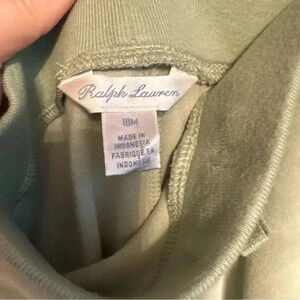 Ralph Lauren
18M
MADE IN
INDONESIA
FABRIQUÉ EN
INDONÉSIE